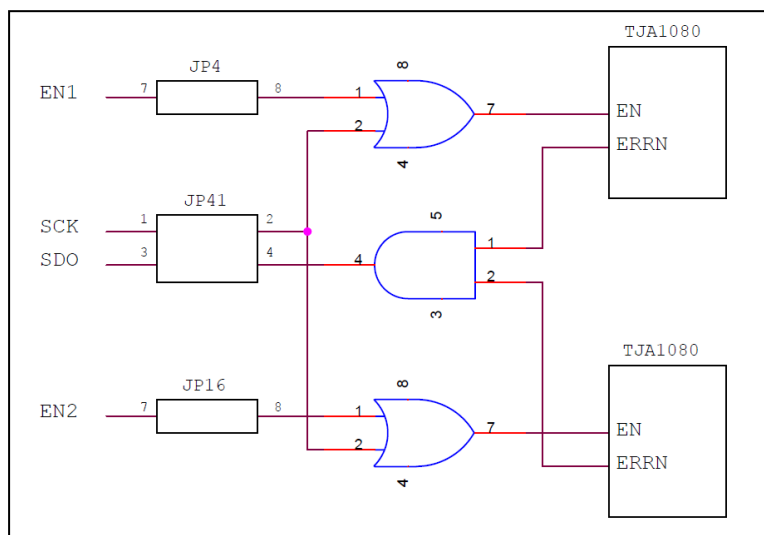 TJA1080
JP4
8
EN1 7 8 1
7
EN
2
ERRN
4
JP41
5
SCK 1 2
1
SDO 3 4 4
2
3
TJA1080
JP16
8
EN2 7 8 1
7
EN
2
ERRN
4